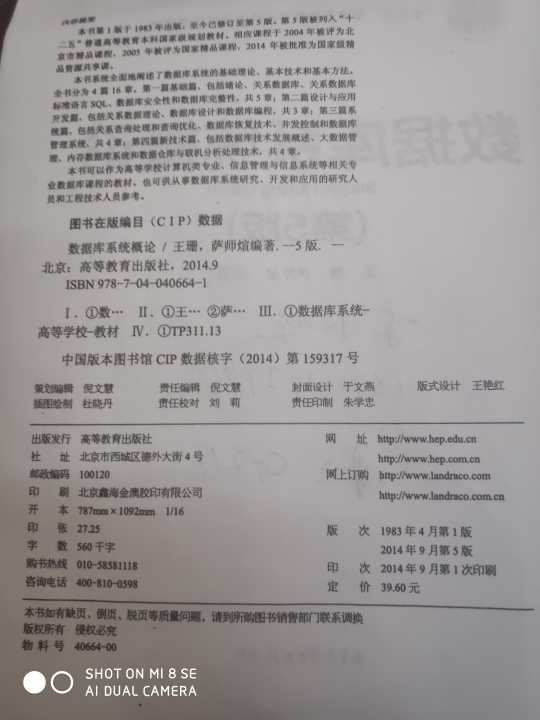 内容提要
本书第1版于1983年出版，至今已修订至第5版。第5版被列入“十
二五”普通高等教育本科国家级规划教材。相应课程于2004年被评为北
京市精品课程，2005年被评为国家精品课程，2014年被批准为国家级精
品资源共享课。
本书系统全面地阐述了数据库系统的基础理论、基本技术和基本方法。
全书分为4篇16章。第一篇基础篇，包括绪论、关系数据库、关系数据库
标准语言SQL、数据库安全性和数据库完整性，共5章；第二篇设计与应用
开发篇，包括关系数据理论、数据库设计和数据库编程，共3章；第三篇系
统篇，包括关系查询处理和查询优化、数据库恢复技术、并发控制和数据库
管理系统，共4章；第四篇新技术篇，包括数据库技术发展概述、大数据管
理、内存数据库系统和数据仓库与联机分析处理技术，共4章。
本书可以作为高等学校计算机类专业、信息管理与信息系统等相关专
业数据库课程的教材，也可供从事数据库系统研究、开发和应用的研究人
员和工程技术人员参考。
图书在版编目（CIP）数据
数据库系统概论 / 王珊，萨师煊编著. --5版. —
北京：高等教育出版社，2014.9
ISBN 978-7-04-040664-1
Ⅰ. ①数… Ⅱ. ①王… ②萨… Ⅲ. ①数据库系统-
高等学校-教材 Ⅳ. ①TP311.13
中国版本图书馆CIP数据核字（2014）第159317号
策划编辑 倪文慧 责任编辑 倪文慧 封面设计 于文燕 版式设计 王艳红
插图绘制 杜晓丹 责任校对 刘 莉 责任印制 朱学忠
出版发行 高等教育出版社 网 址 http://www.hep.edu.cn
社 址 北京市西城区德外大街4号 http://www.hep.com.cn
邮政编码 100120 网上订购 http://www.landraco.com
印 刷 北京鑫海金澳胶印有限公司 http://www.landraco.com.cn
开 本 787mm×1092mm 1/16
印 张 27.25 版 次 1983年4月第1版
字 数 560千字 2014年9月第5版
购书热线 010-58581118 印 次 2014年9月第1次印刷
咨询电话 400-810-0598 定 价 39.60元
本书如有缺页、倒页、脱页等质量问题，请到所购图书销售部门联系调换
版权所有 侵权必究
物 料 号 40664-00
SHOT ON MI 8 SE
AI DUAL CAMERA